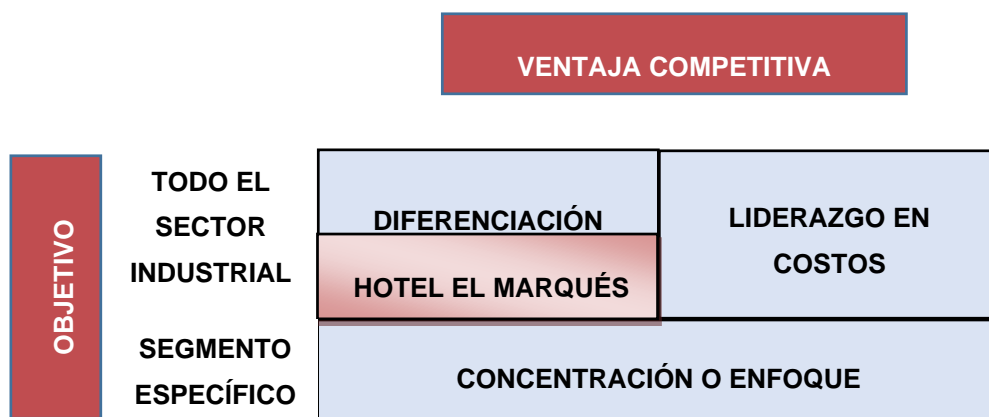 VENTAJA COMPETITIVA
OBJETIVO
TODO EL
SECTOR
INDUSTRIAL
DIFERENCIACIÓN
HOTEL EL MARQUÉS
LIDERAZGO EN
COSTOS
SEGMENTO
ESPECÍFICO
CONCENTRACIÓN O ENFOQUE